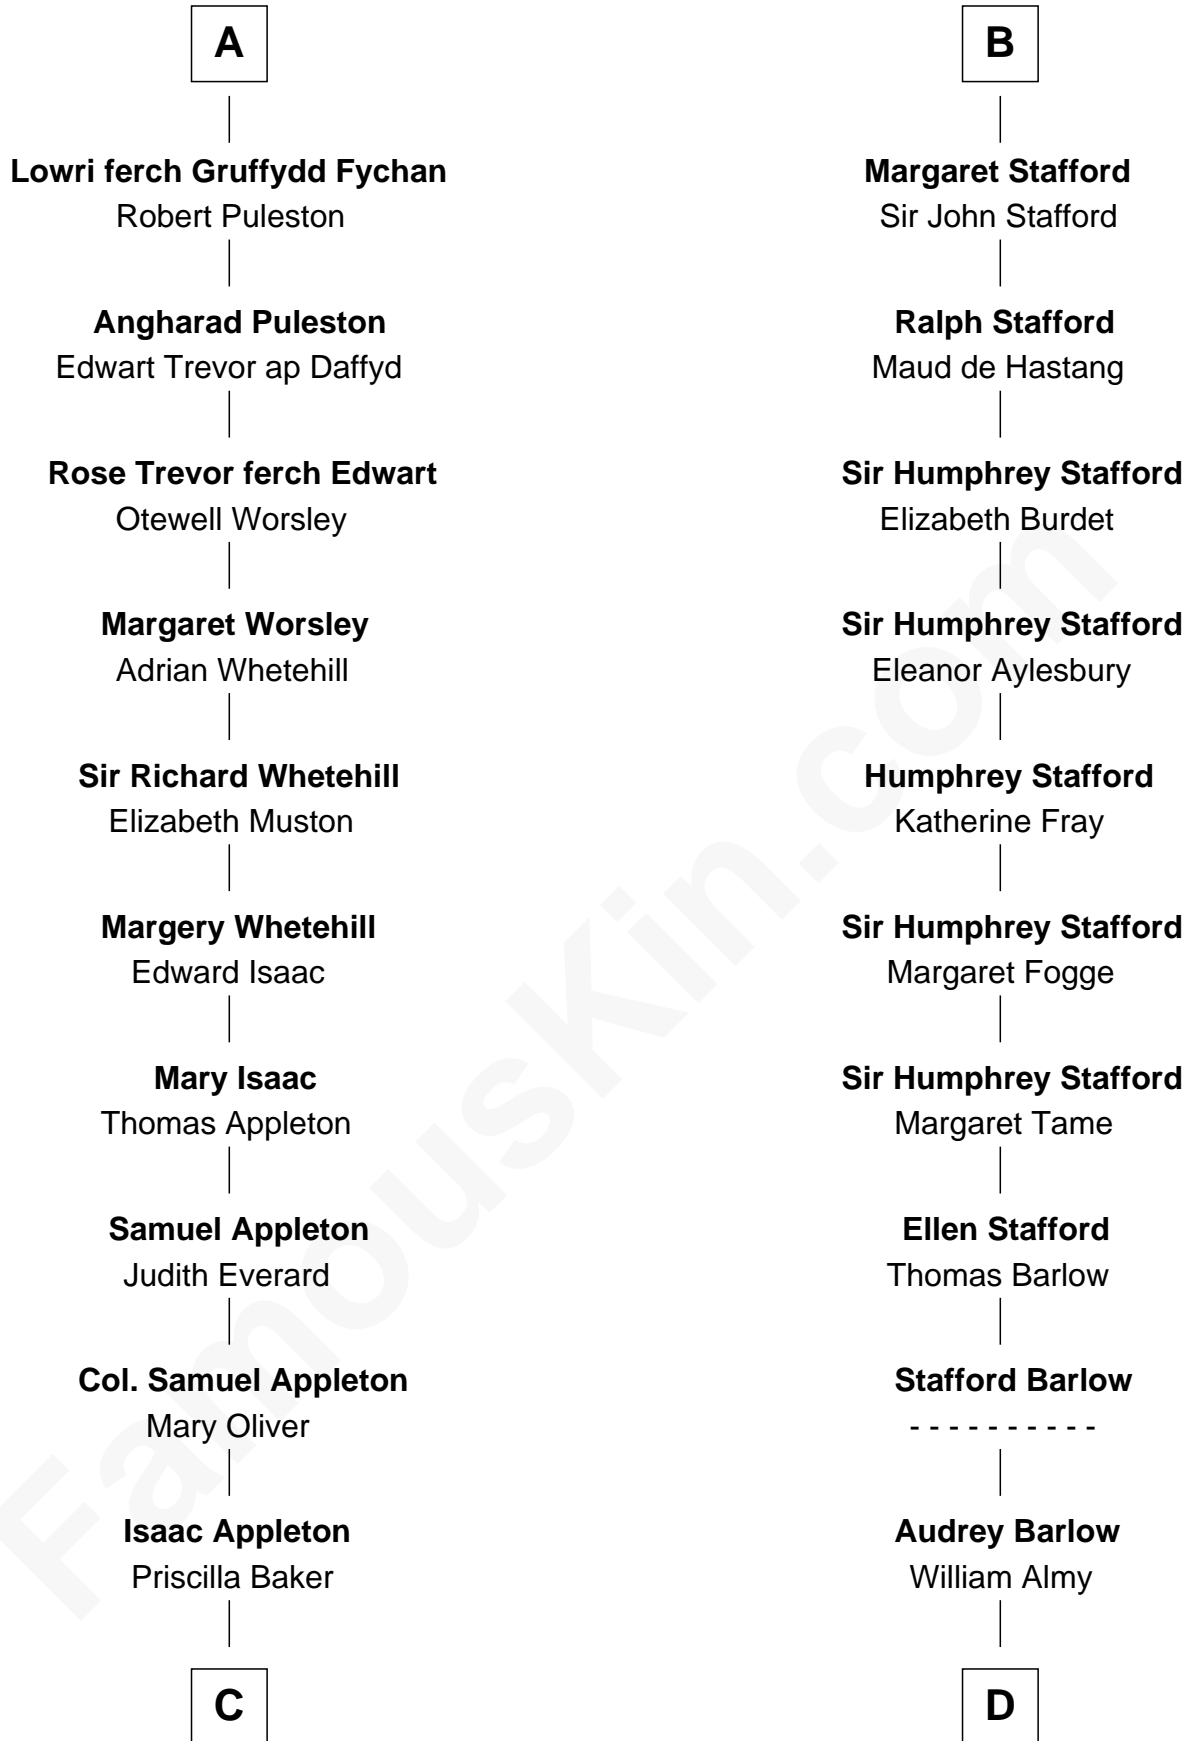 A
Lowri ferch Gruffydd Fychan
Robert Puleston
Angharad Puleston
Edwart Trevor ap Daffyd
Rose Trevor ferch Edwart
Otewell Worsley
Margaret Worsley
Adrian Whetehill
Sir Richard Whetehill
Elizabeth Muston
Margery Whetehill
Edward Isaac
Mary Isaac
Thomas Appleton
Samuel Appleton
Judith Everard
Col. Samuel Appleton
Mary Oliver
Isaac Appleton
Priscilla Baker
C
B
Margaret Stafford
Sir John Stafford
Ralph Stafford
Maud de Hastang
Sir Humphrey Stafford
Elizabeth Burdet
Sir Humphrey Stafford
Eleanor Aylesbury
Humphrey Stafford
Katherine Fray
Sir Humphrey Stafford
Margaret Fogge
Sir Humphrey Stafford
Margaret Tame
Ellen Stafford
Thomas Barlow
Stafford Barlow
- - - - - - - - - -
Audrey Barlow
William Almy
D
FamousKin.com